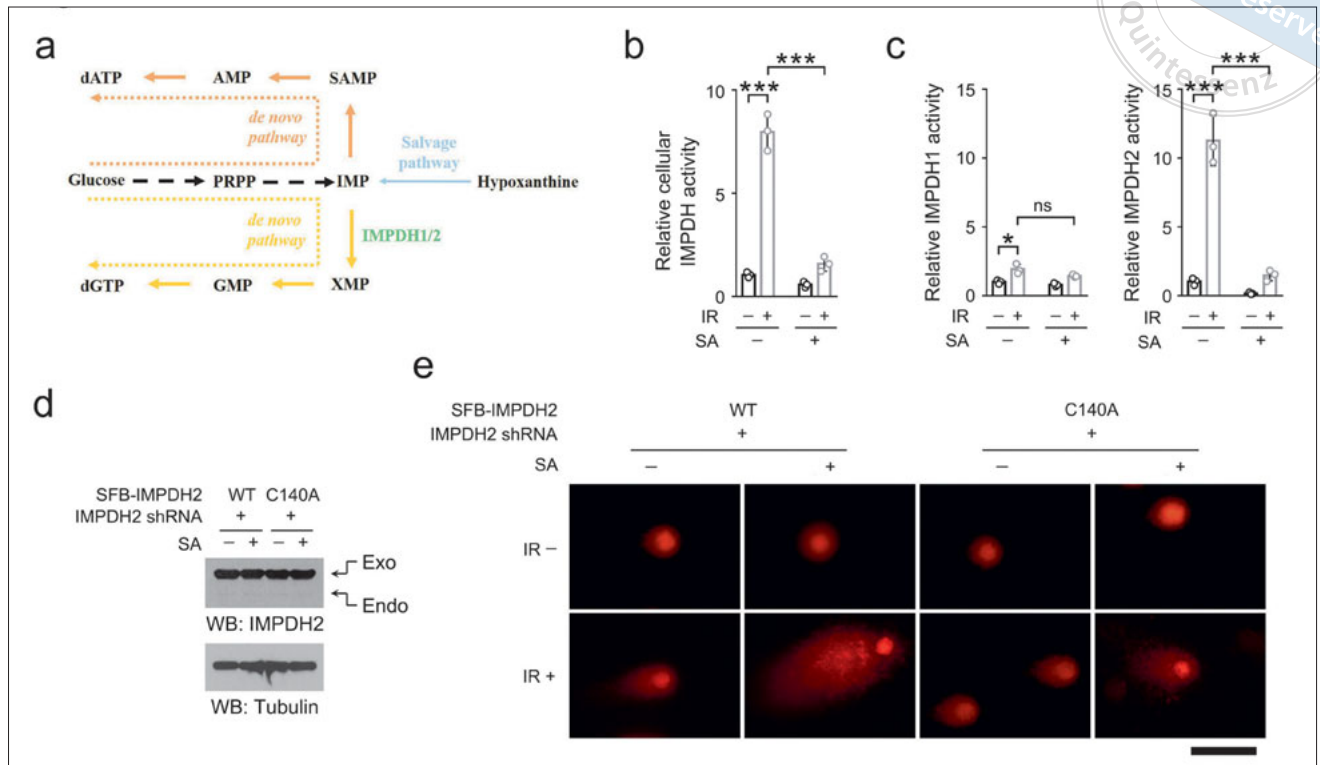 a
dATP AMP SAMP
de novo
pathway
Salvage
pathway
Glucose PRPP IMP Hypoxanthine
de novo
pathway
IMPDH1/2
dGTP GMP XMP
b
Relative cellular
IMPDH activity
10
5
0
***
***
IR − + − +
SA − +
c
Relative IMPDH1 activity
15
10
5
0
*
ns
IR − + − +
SA − +
Relative IMPDH2 activity
15
10
5
0
***
***
IR − + − +
SA − +
Quintessenz
d
SFB-IMPDH2 WT C140A
IMPDH2 shRNA + +
SA − + − +
Exo
Endo
WB: IMPDH2
WB: Tubulin
e
SFB-IMPDH2 WT C140A
IMPDH2 shRNA + +
SA − + − +
IR −
IR +